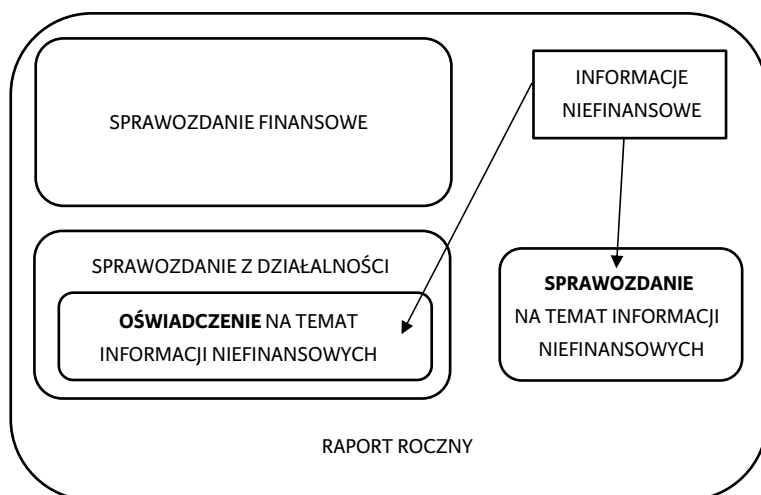 SPRAWOZDANIE FINANSOWE
INFORMACJE
NIEFINANSOWE
SPRAWOZDANIE Z DZIAŁALNOŚCI
OŚWIADCZENIE NA TEMAT
INFORMACJI NIEFINANSOWYCH
SPRAWOZDANIE
NA TEMAT INFORMACJI
NIEFINANSOWYCH
RAPORT ROCZNY